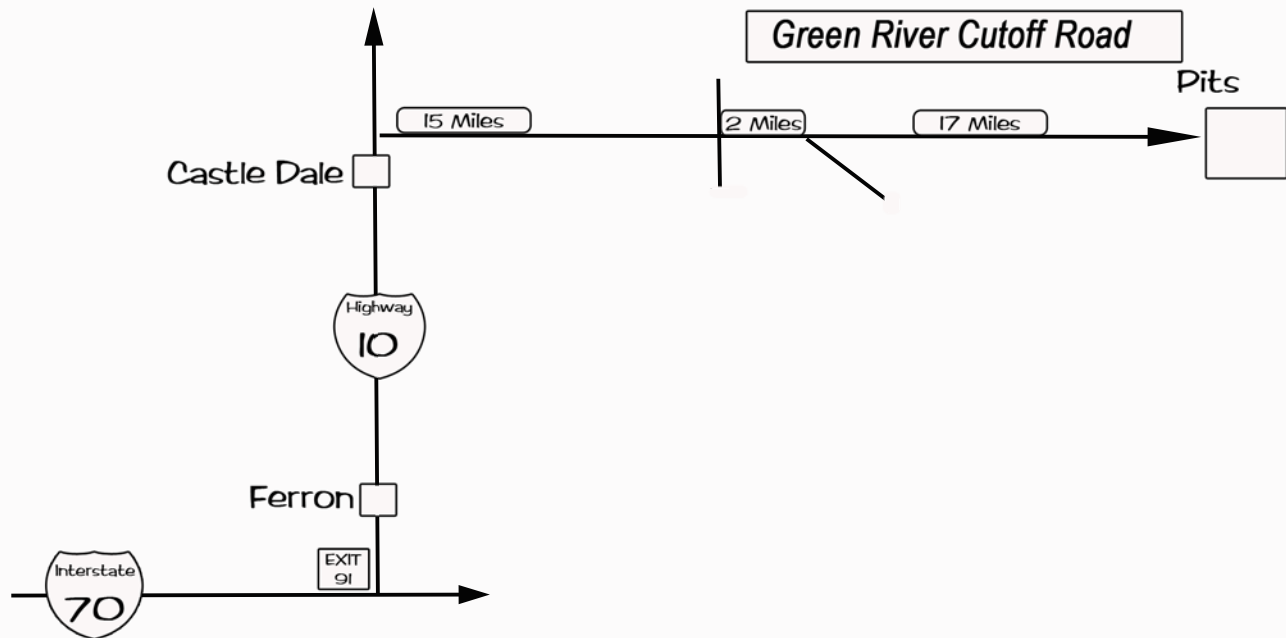 Green River Cutoff Road
Pits
15 Miles
2 Miles
17 Miles
Castle Dale
Highway
10
Ferron
EXIT
91
Interstate
70